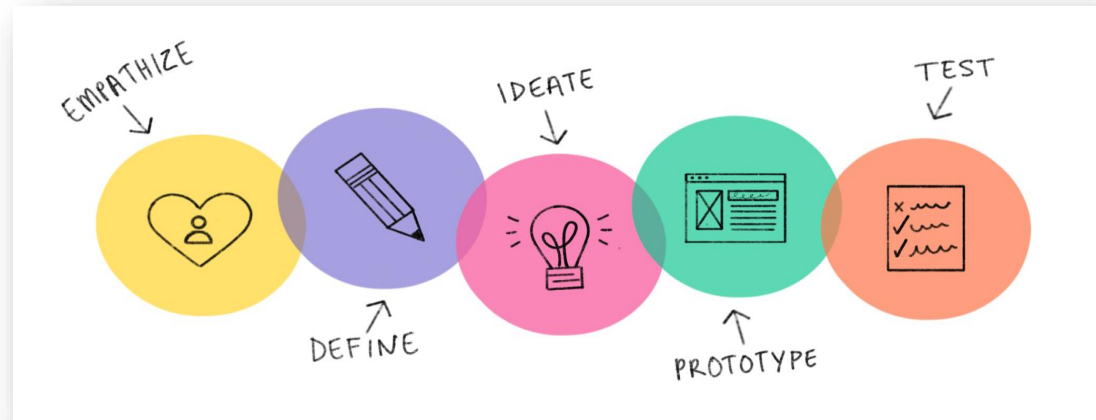 EMPATHIZE
DEFINE
IDEATE
PROTOTYPE
TEST